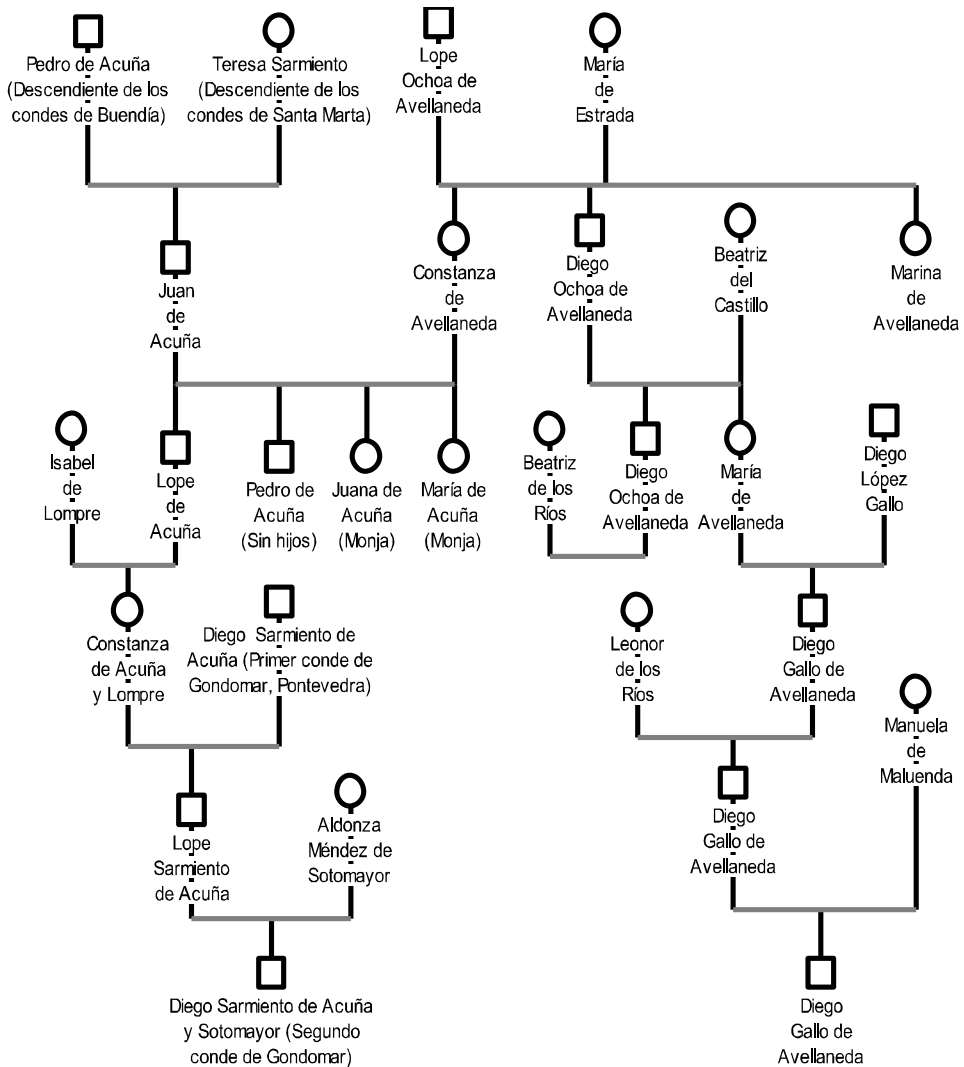 Pedro de Acuña
(Descendiente de los
condes de Buendía)
Teresa Sarmiento
(Descendiente de los
condes de Santa Marta)
Lope
Ochoa de
Avellaneda
María
de
Estrada
Juan
de
Acuña
Constanza
de
Avellaneda
Diego
Ochoa de
Avellaneda
Beatriz
del
Castillo
Marina
de
Avellaneda
Isabel
de
Lompre
Lope
de
Acuña
Pedro de
Acuña
(Sin hijos)
Juana de
Acuña
(Monja)
María de
Acuña
(Monja)
Beatriz
de los
Ríos
Diego
Ochoa de
Avellaneda
María
de
Avellaneda
Diego
López
Gallo
Constanza
de Acuña
y Lompre
Diego Sarmiento de
Acuña (Primer conde de
Gondomar, Pontevedra)
Leonor
de los
Ríos
Diego
Gallo de
Avellaneda
Manuela
de
Maluenda
Lope
Sarmiento
de Acuña
Aldonza
Méndez de
Sotomayor
Diego
Gallo de
Avellaneda
Diego Sarmiento de Acuña
y Sotomayor (Segundo
conde de Gondomar)
Diego
Gallo de
Avellaneda